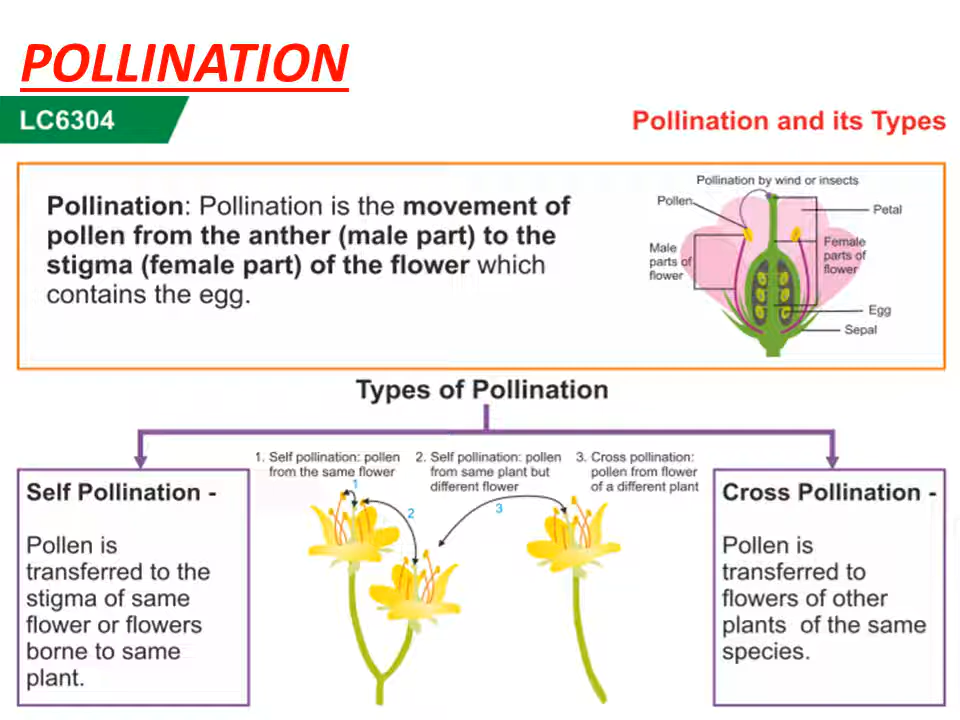 POLLINATION
LC6304
Pollination and its Types
Pollination: Pollination is the movement of
pollen from the anther (male part) to the
stigma (female part) of the flower which
contains the egg.
Pollination by wind or insects
Pollen
Petal
Male
parts of
flower
Female
parts of
flower
Egg
Sepal
Types of Pollination
Self Pollination -
Pollen is
transferred to the
stigma of same
flower or flowers
borne to same
plant.
1. Self pollination: pollen
from the same flower
2. Self pollination: pollen
from same plant but
different flower
3. Cross pollination:
pollen from flower
of a different plant
1
2
3
Cross Pollination -
Pollen is
transferred to
flowers of other
plants of the same
species.